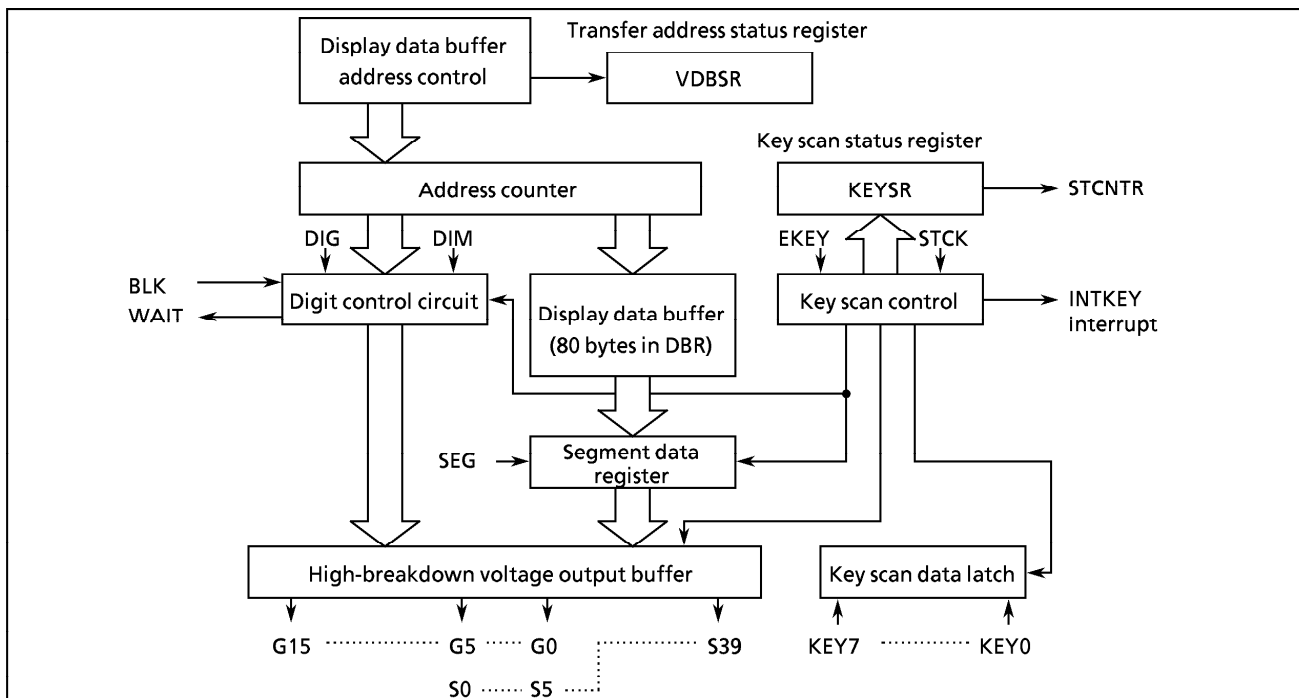 Display data buffer
address control
Transfer address status register
VDBSR
Key scan status register
Address counter
KEYSR
STCNTR
DIG
DIM
EKEY
STCK
BLK
WAIT
Digit control circuit
Display data buffer
(80 bytes in DBR)
Key scan control
INTKEY
interrupt
SEG
Segment data
register
High-breakdown voltage output buffer
Key scan data latch
G15 G5 G0 S39 KEY7 KEY0
S0 S5